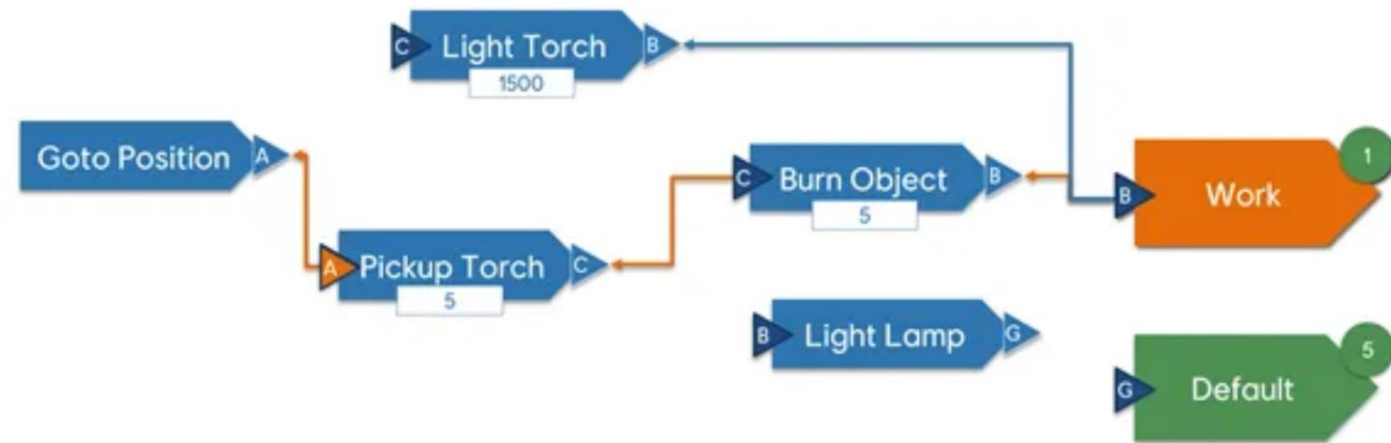 C Light Torch B
1500
Goto Position A
C Burn Object B
5
B Work 1
A Pickup Torch C
5
B Light Lamp G
G Default 5